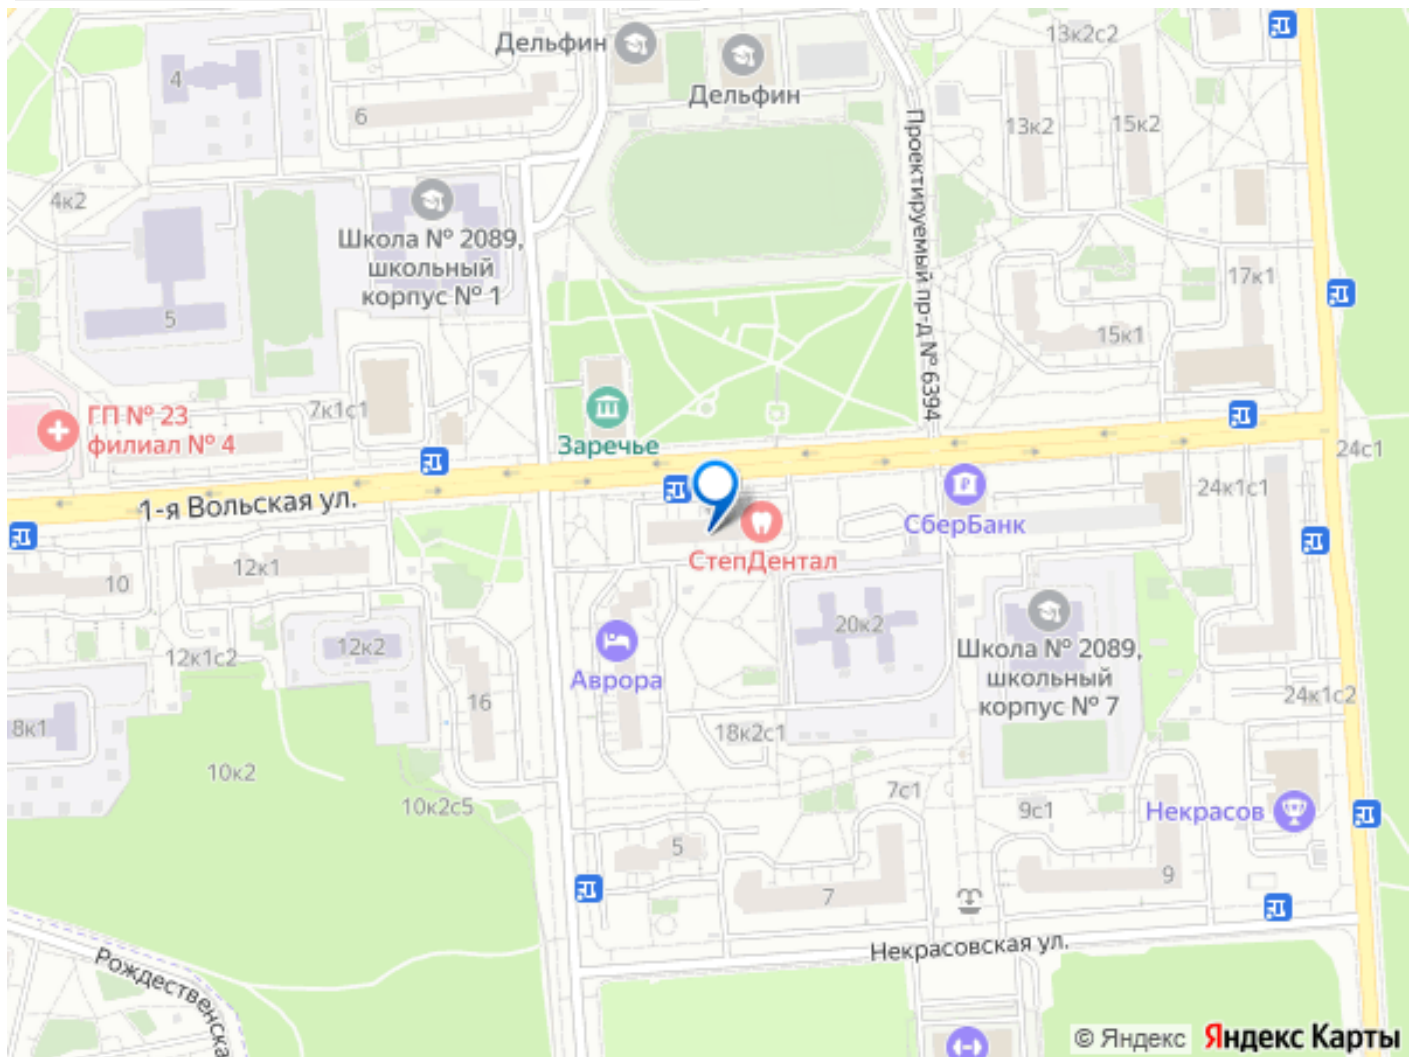 Дельфин
13к2с2
4
Дельфин
6
13к2
15к2
Проектируемый пр-д № 6394
4к2
Школа № 2089,
школьный
корпус № 1
17к1
5
15к1
7к1с1
ГП № 23
филиал № 4
Заречье
24с1
1-я Вольская ул.
24к1с1
СберБанк
СтепДентал
12к1
10
20к2
12к2
12к1с2
Школа № 2089,
школьный
корпус № 7
Аврора
16
24к1с2
8к1
18к2с1
10к2
10к2с5
7с1
9с1
Некрасов
5
7
9
Некрасовская ул.
Рождественска
© Яндекс Яндекс Карты